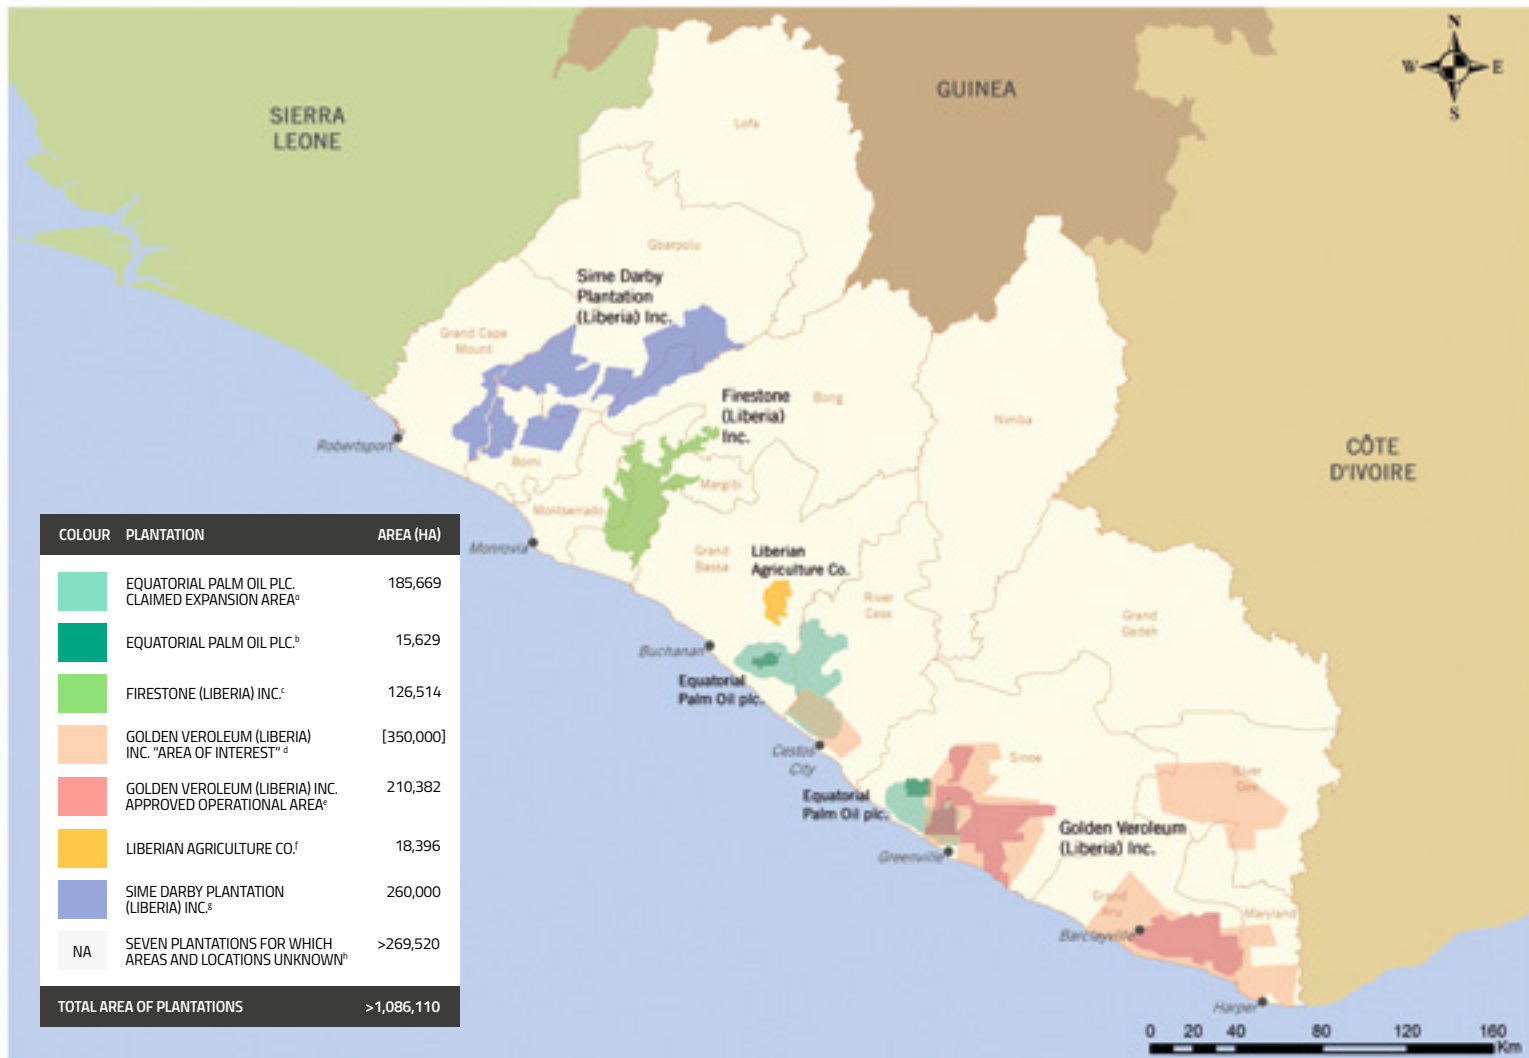 N
W E
S
SIERRA
LEONE
GUINEA
CÔTE
D'IVOIRE
Lofa
Gbarpolu
Sime Darby
Plantation
(Liberia) Inc.
Grand Cape
Mount
Firestone
(Liberia)
Inc.
Bong
Nimba
Robertsport
Bomi
Margibi
Montserrado
Monrovia
Grand
Bassa
Liberian
Agriculture Co.
River
Cess
Grand
Gedeh
Buchanan
Equatorial
Palm Oil plc.
Cestos
City
Sinoe
River
Gee
Equatorial
Palm Oil plc.
Golden Veroleum
(Liberia) Inc.
Greenville
Grand
Kru
Maryland
Barclayville
Harper
0 20 40 80 120 160
Km
COLOUR PLANTATION AREA (HA)
EQUATORIAL PALM OIL PLC. 185,669
CLAIMED EXPANSION AREAᵃ
EQUATORIAL PALM OIL PLC.ᵇ 15,629
FIRESTONE (LIBERIA) INC.ᶜ 126,514
GOLDEN VEROLEUM (LIBERIA) [350,000]
INC. “AREA OF INTEREST” ᵈ
GOLDEN VEROLEUM (LIBERIA) INC. 210,382
APPROVED OPERATIONAL AREAᵉ
LIBERIAN AGRICULTURE CO.ᶠ 18,396
SIME DARBY PLANTATION 260,000
(LIBERIA) INC.ᵍ
NA SEVEN PLANTATIONS FOR WHICH >269,520
AREAS AND LOCATIONS UNKNOWNʰ
TOTAL AREA OF PLANTATIONS >1,086,110